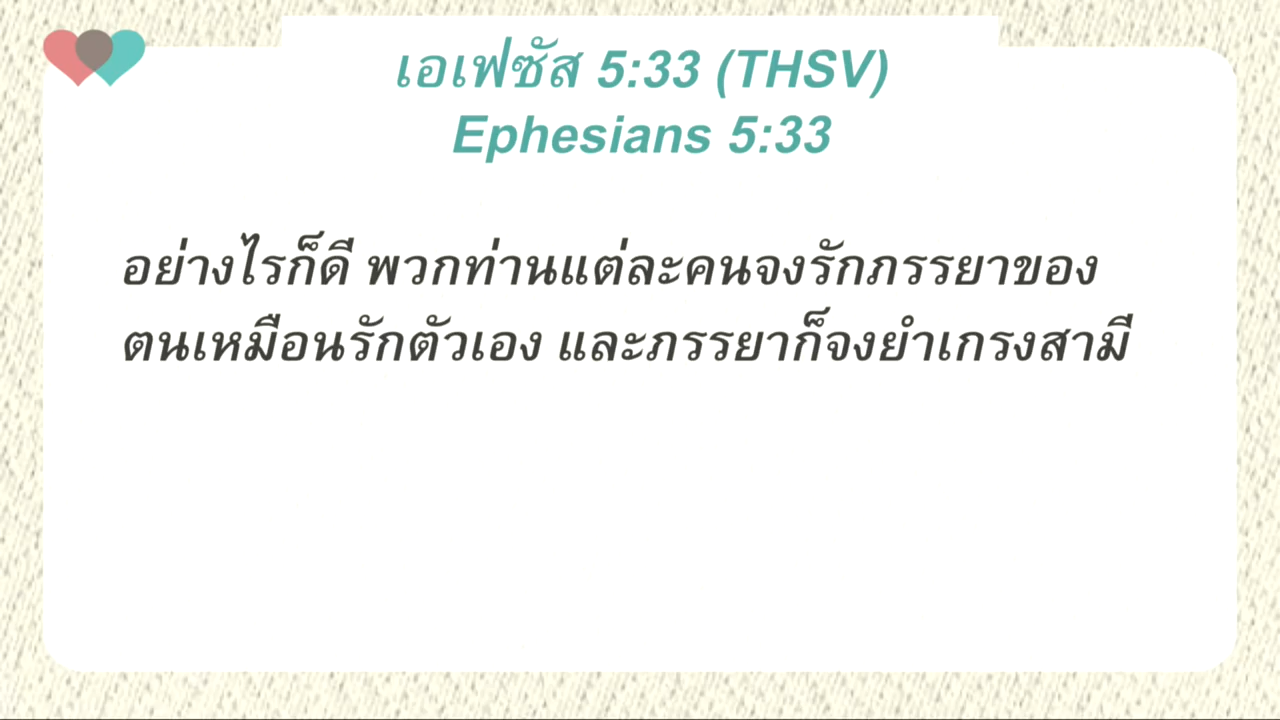 เอเฟซัส 5:33 (THSV)
Ephesians 5:33
อย่างไรก็ดี พวกท่านแต่ละคนจงรักภรรยาของ
ตนเหมือนรักตัวเอง และภรรยาก็จงยำเกรงสามี